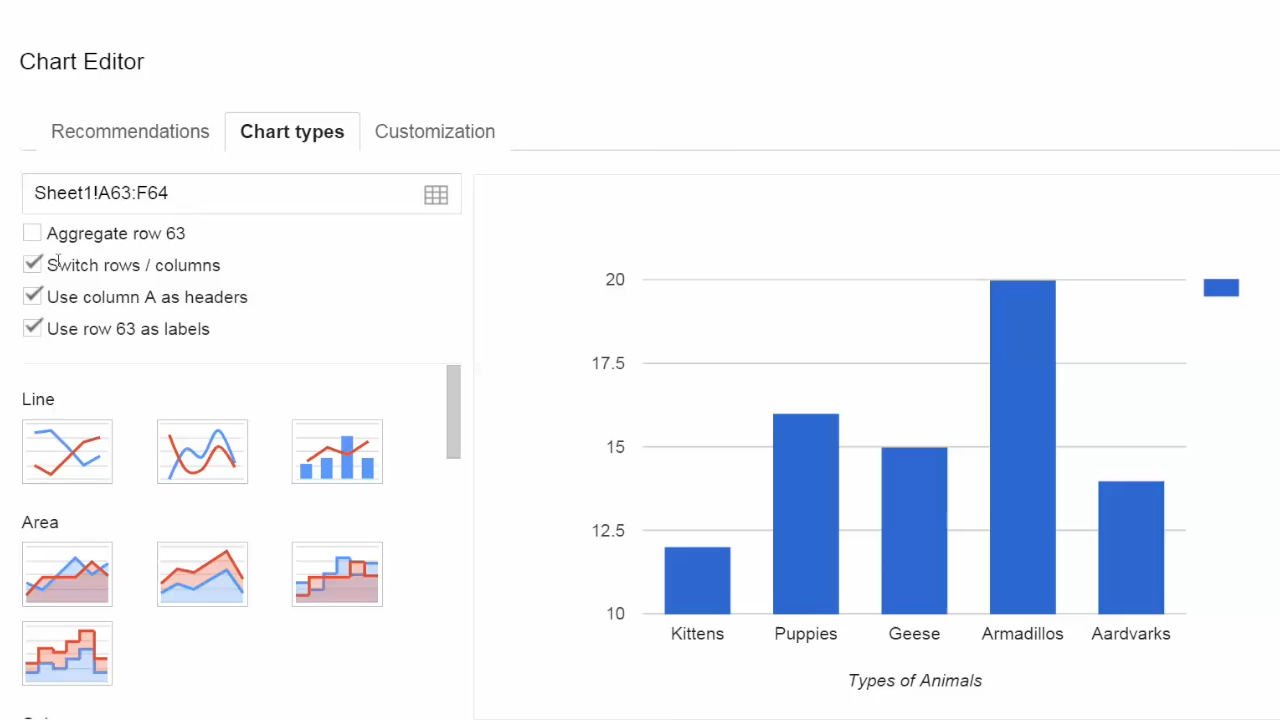 Chart Editor
Recommendations
Chart types
Customization
Sheet1!A63:F64
Aggregate row 63
Switch rows / columns
Use column A as headers
Use row 63 as labels
Line
Area
20
17.5
15
12.5
10
Kittens Puppies Geese Armadillos Aardvarks
Types of Animals